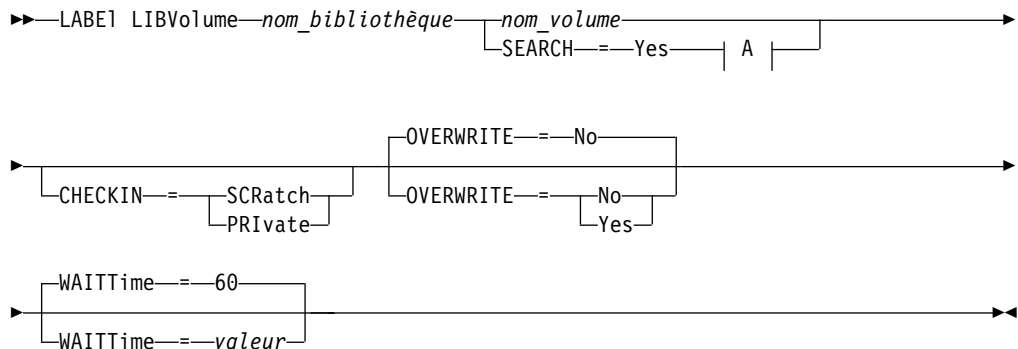 LABEl LIBVolume nom_bibliothèque nom_volume
SEARCH = Yes A
OVERWRITE = No
CHECKIN = SCRatch OVERWRITE = No
PRIvate Yes
WAITTime = 60
WAITTime = valeur